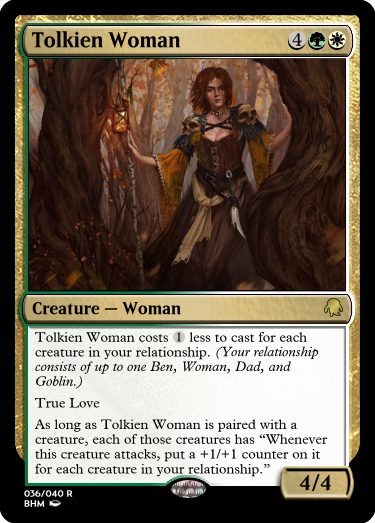 Tolkien Woman 4
Creature — Woman
Tolkien Woman costs 1 less to cast for each
creature in your relationship. (Your relationship
consists of up to one Ben, Woman, Dad, and
Goblin.)
True Love
As long as Tolkien Woman is paired with a
creature, each of those creatures has “Whenever
this creature attacks, put a +1/+1 counter on it
for each creature in your relationship.”
4/4
036/040 R
BHM